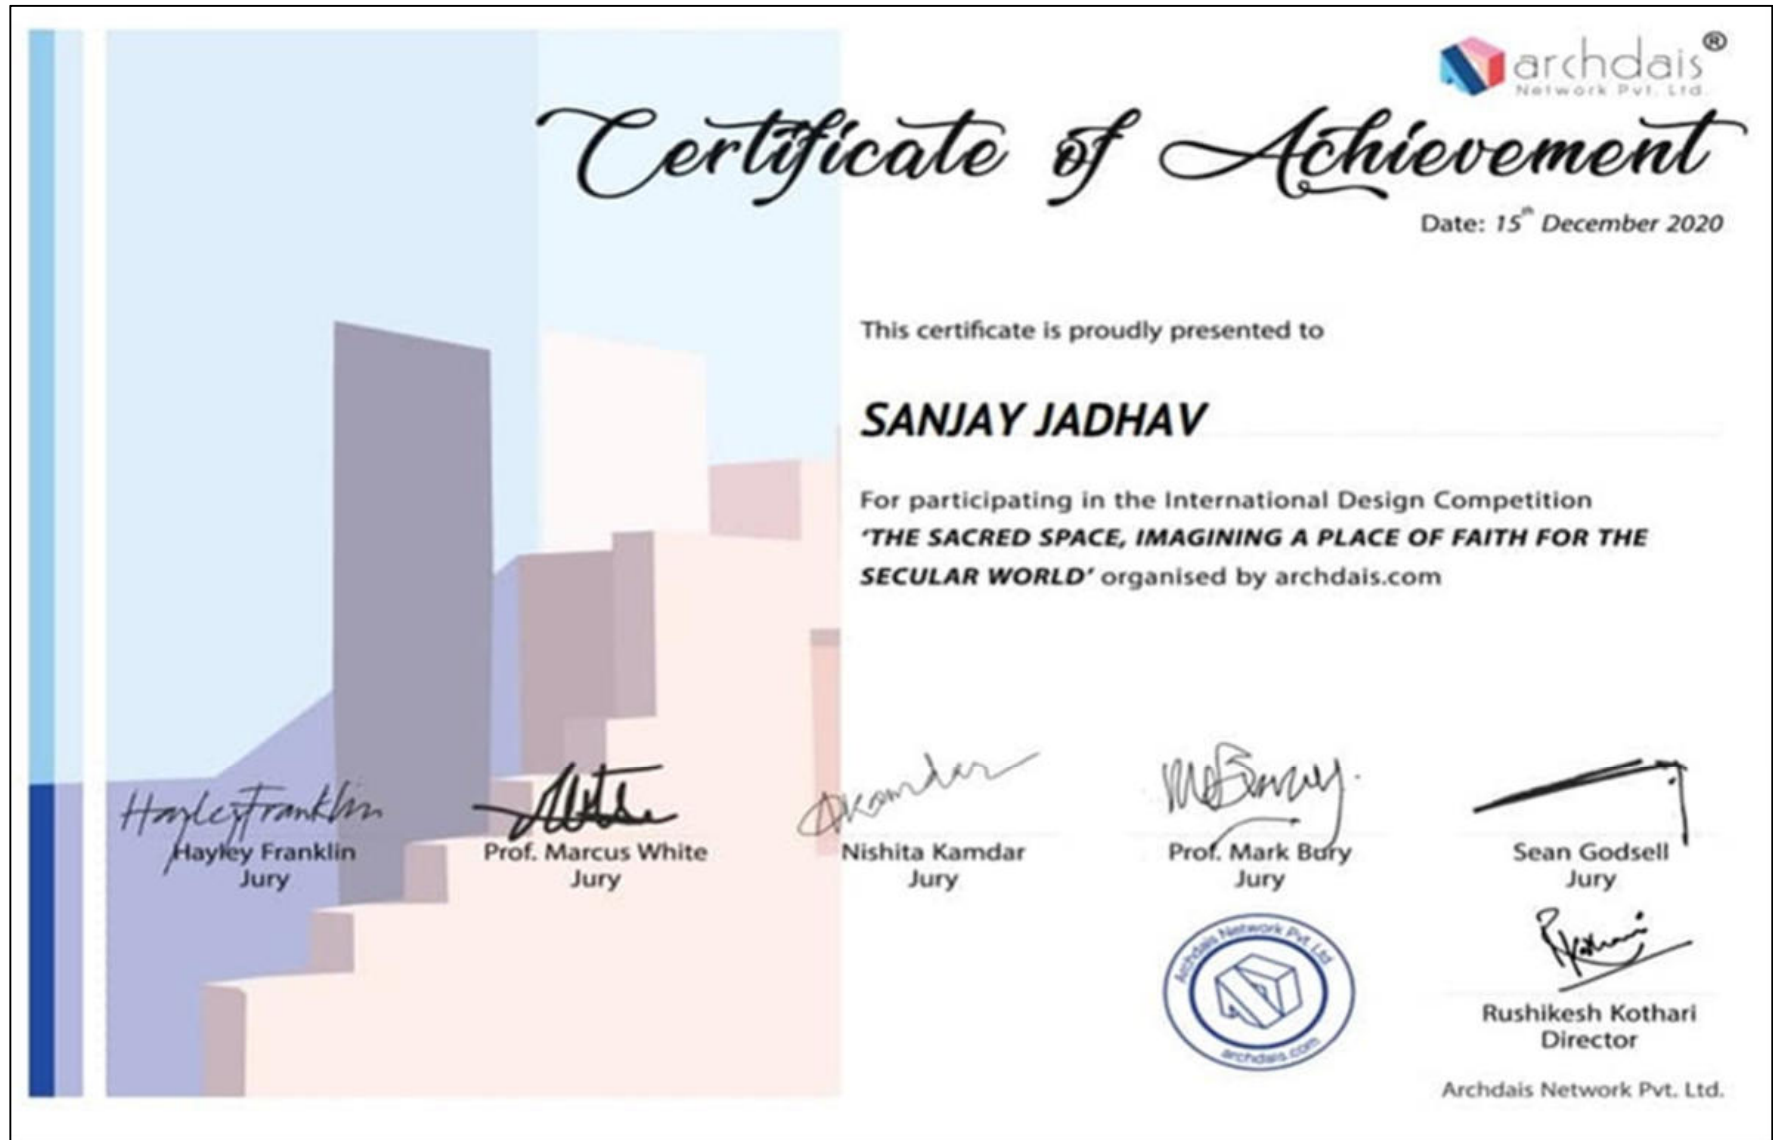 archdais®
Network Pvt. Ltd.
Certificate of Achievement
Date: 15th December 2020
This certificate is proudly presented to
SANJAY JADHAV
For participating in the International Design Competition
‘THE SACRED SPACE, IMAGINING A PLACE OF FAITH FOR THE
SECULAR WORLD’ organised by archdais.com
Hayley Franklin
Hayley Franklin
Jury
Prof. Marcus White
Jury
Nishita Kamdar
Jury
Prof. Mark Bury
Jury
Sean Godsell
Jury
Archdais Network Pvt. Ltd
archdais.com
Rushikesh Kothari
Director
Archdais Network Pvt. Ltd.